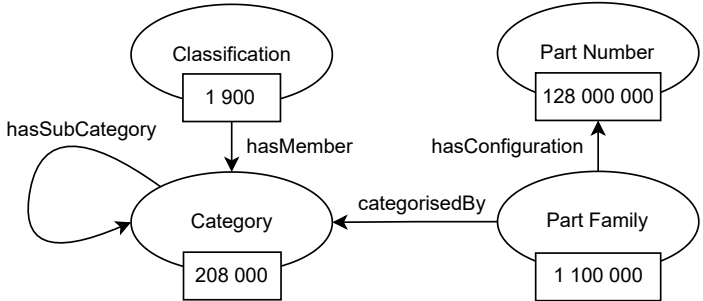 Classification
1 900
Part Number
128 000 000
hasSubCategory
hasMember
hasConfiguration
Category
208 000
categorisedBy
Part Family
1 100 000